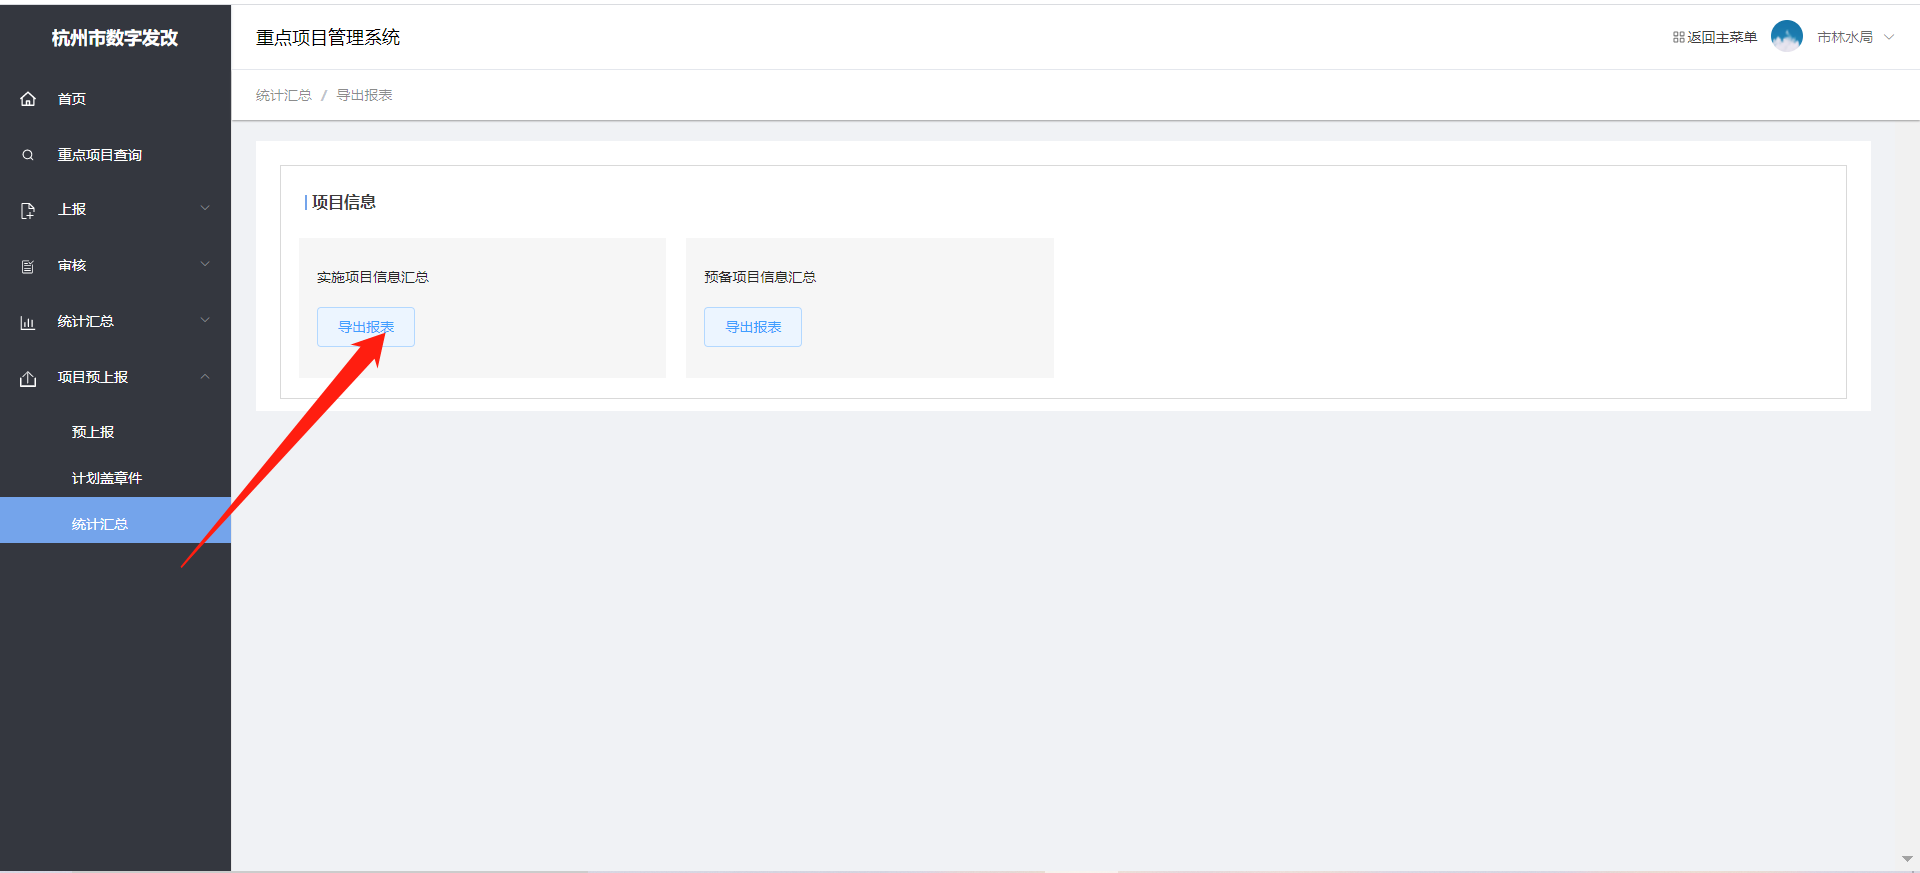 杭州市数字发改
重点项目管理系统
返回主菜单
市林水局
首页
重点项目查询
上报
审核
统计汇总
项目预上报
预上报
计划盖章件
统计汇总
统计汇总 / 导出报表
项目信息
实施项目信息汇总
导出报表
预备项目信息汇总
导出报表